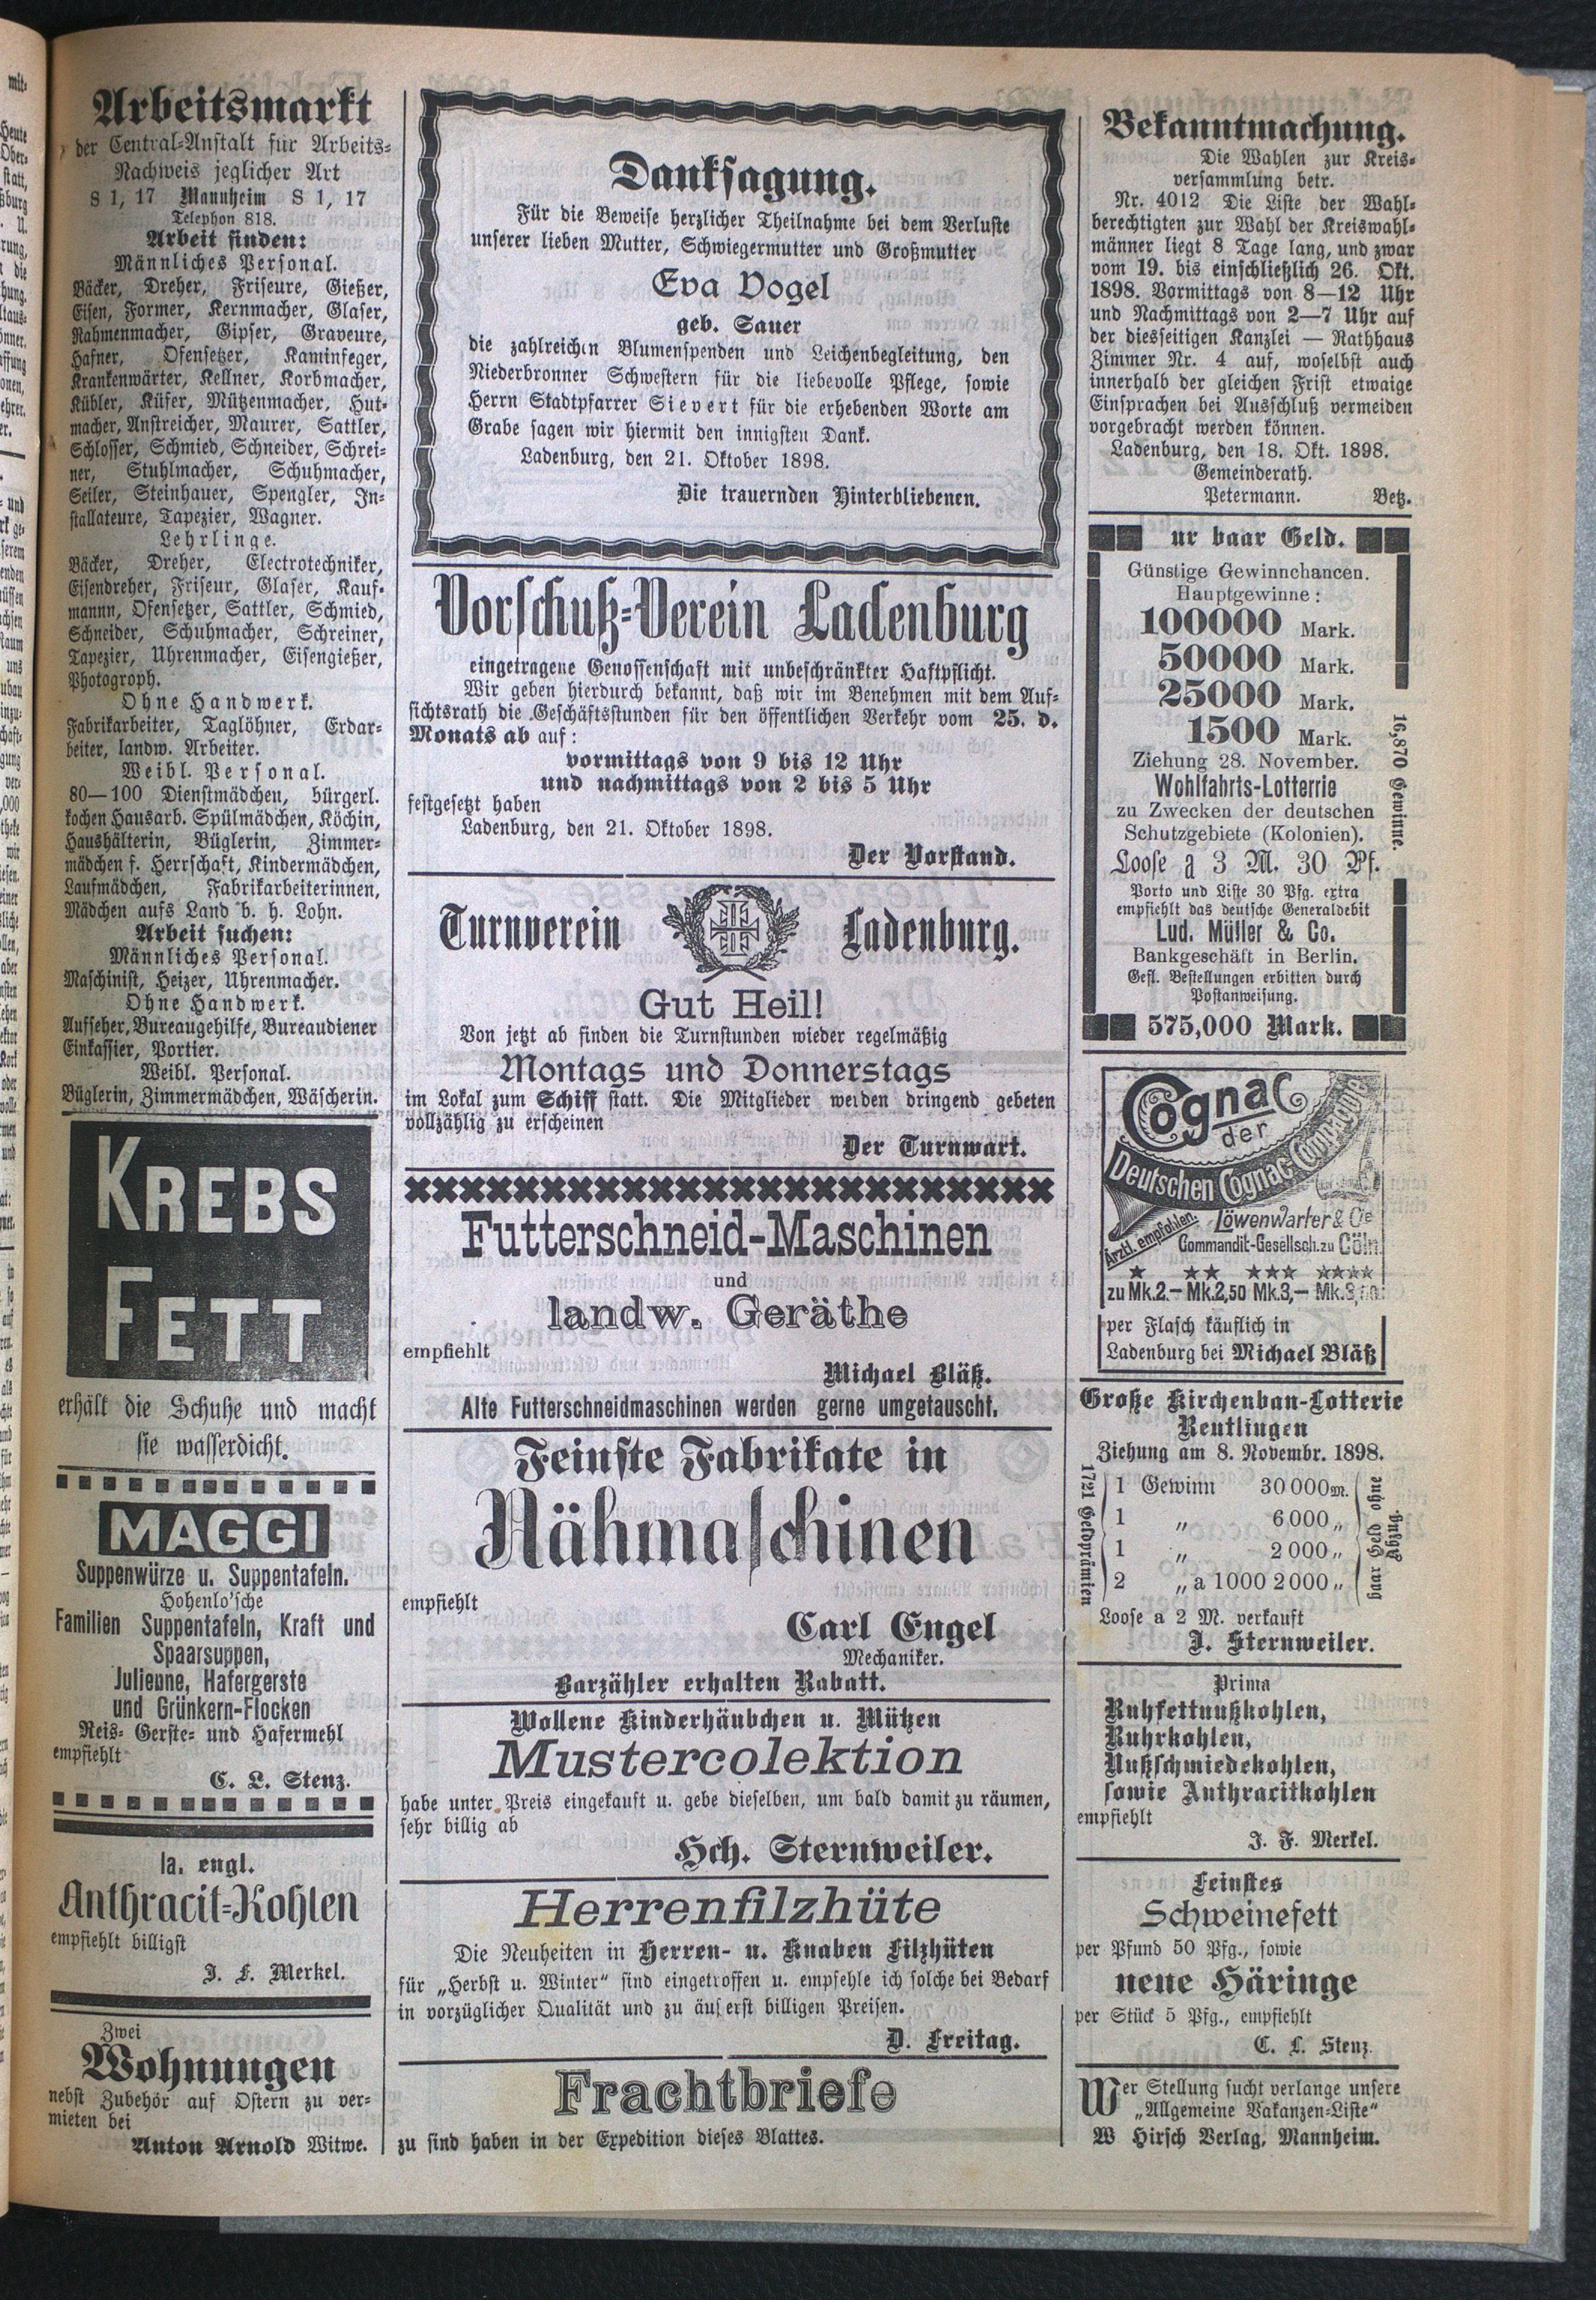 Arbeitsmarkt
der Central-Anstalt für Arbeits-
Nachweis jeglicher Art
S 1, 17 Mannheim S 1, 17
Telephon 818.
Arbeit finden:
Männliches Personal.
Bäcker, Dreher, Friseure, Gießer,
Eisen, Former, Kernmacher, Glaser,
Rahmenmacher, Gipser, Graveure,
Hafner, Ofensetzer, Kaminfeger,
Krankenwärter, Kellner, Korbmacher,
Kübler, Küfer, Mützenmacher, Hut-
macher, Anstreicher, Maurer, Sattler,
Schlosser, Schmied, Schneider, Schrei-
ner, Stuhlmacher, Schuhmacher,
Seiler, Steinhauer, Spengler, In-
stallateure, Tapezier, Wagner.
Lehrlinge.
Bäcker, Dreher, Electrotechniker,
Eisendreher, Friseur, Glaser, Kauf-
mannn, Ofensetzer, Sattler, Schmied,
Schneider, Schuhmacher, Schreiner,
Tapezier, Uhrenmacher, Eisengießer,
Photogroph.
Ohne Handwerk.
Fabrikarbeiter, Taglöhner, Erdar-
beiter, landw. Arbeiter.
Weibl. Personal.
80—100 Dienstmädchen, bürgerl.
kochen Hausarb. Spülmädchen, Köchin,
Haushälterin, Büglerin, Zimmer-
mädchen f. Herrschaft, Kindermädchen,
Laufmädchen, Fabrikarbeiterinnen,
Mädchen aufs Land b. h. Lohn.
Arbeit suchen:
Männliches Personal.
Maschinist, Heizer, Uhrenmacher.
Ohne Handwerk.
Aufseher, Bureaugehilfe, Bureaudiener
Einkassier, Portier.
Weibl. Personal.
Büglerin, Zimmermädchen, Wäscherin.
KREBS
FETT
erhält die Schuhe und macht
sie wasserdicht.
MAGGI
Suppenwürze u. Suppentafeln.
Hohenlo'sche
Familien Suppentafeln, Kraft und
Spaarsuppen,
Julienne, Hafergerste
und Grünkern-Flocken
Reis- Gerste- und Hafermehl
empfiehlt
C. L. Stenz.
Ia. engl.
Anthracit-Kohlen
empfiehlt billigst
J. F. Merkel.
Zwei
Wohnungen
nebst Zubehör auf Ostern zu ver-
mieten bei
Anton Arnold Witwe.
Danksagung.
Für die Beweise herzlicher Theilnahme bei dem Verluste
unserer lieben Mutter, Schwiegermutter und Großmutter
Eva Vogel
geb. Sauer
die zahlreichen Blumenspenden und Leichenbegleitung, den
Niederbronner Schwestern für die liebevolle Pflege, sowie
Herrn Stadtpfarrer Sievert für die erhebenden Worte am
Grabe sagen wir hiermit den innigsten Dank.
Ladenburg, den 21. Oktober 1898.
Die trauernden Hinterbliebenen.
Vorschuß-Verein Ladenburg
eingetragene Genossenschaft mit unbeschränkter Haftpflicht.
Wir geben hierdurch bekannt, daß wir im Benehmen mit dem Auf-
sichtsrath die Geschäftsstunden für den öffentlichen Verkehr vom 25. d.
Monats ab auf:
vormittags von 9 bis 12 Uhr
und nachmittags von 2 bis 5 Uhr
festgesetzt haben
Ladenburg, den 21. Oktober 1898.
Der Vorstand.
Turnverein Ladenburg.
Gut Heil!
Von jetzt ab finden die Turnstunden wieder regelmäßig
Montags und Donnerstags
im Lokal zum Schiff statt. Die Mitglieder werden dringend gebeten
vollzählig zu erscheinen
Der Turnwart.
Futterschneid-Maschinen
und
landw. Geräthe
empfiehlt
Michael Bläß.
Alte Futterschneidmaschinen werden gerne umgetauscht.
Feinste Fabrikate in
Nähmaschinen
empfiehlt
Carl Engel
Mechaniker.
Barzähler erhalten Rabatt.
Wollene Kinderhäubchen u. Mützen
Mustercolektion
habe unter Preis eingekauft u. gebe dieselben, um bald damit zu räumen,
sehr billig ab
Hch. Sternweiler.
Herrenfilzhüte
Die Neuheiten in Herren- u. Knaben Filzhüten
für „Herbst u. Winter“ sind eingetroffen u. empfehle ich solche bei Bedarf
in vorzüglicher Qualität und zu äußerst billigen Preisen.
D. Freitag.
Frachtbriefe
zu sind haben in der Expedition dieses Blattes.
Bekanntmachung.
Die Wahlen zur Kreis-
versammlung betr.
Nr. 4012 Die Liste der Wahl-
berechtigten zur Wahl der Kreiswahl-
männer liegt 8 Tage lang, und zwar
vom 19. bis einschließlich 26. Okt.
1898. Vormittags von 8—12 Uhr
und Nachmittags von 2—7 Uhr auf
der diesseitigen Kanzlei — Rathhaus
Zimmer Nr. 4 auf, woselbst auch
innerhalb der gleichen Frist etwaige
Einsprachen bei Ausschluß vermeiden
vorgebracht werden können.
Ladenburg, den 18. Okt. 1898.
Gemeinderath.
Petermann. Betz.
ur baar Geld.
Günstige Gewinnchancen.
Hauptgewinne:
100000 Mark.
50000 Mark.
25000 Mark.
1500 Mark.
16,870 Gewinne.
Ziehung 28. November.
Wohlfahrts-Lotterrie
zu Zwecken der deutschen
Schutzgebiete (Kolonien).
Loose a 3 M. 30 Pf.
Porto und Liste 30 Pfg. extra
empfiehlt das deutsche Generaldebit
Lud. Müller & Co.
Bankgeschäft in Berlin.
Gefl. Bestellungen erbitten durch
Postanweisung.
575,000 Mark.
Cognac
der
Deutschen Cognac-Compagnie
Ärztl. empfohlen.
Löwenwarter & Cie
Commandit-Gesellsch. zu Cöln
zu Mk. 2.— Mk. 2,50 Mk. 3,— Mk. 3,50.
per Flasch käuflich in
Ladenburg bei Michael Bläß
Große Kirchenban-Lotterie
Reutlingen
Ziehung am 8. Novembr. 1898.
1721 Geldprämien
1 Gewinn 30000 M.
1 „ 6000 „
1 „ 2000 „
2 „ a 1000 2000 „
baar Geld ohne
Abzug
Loose a 2 M. verkauft
J. Sternweiler.
Prima
Ruhfettnußkohlen,
Ruhrkohlen,
Nußschmiedekohlen,
sowie Anthracitkohlen
empfiehlt
J. F. Merkel.
Feinstes
Schweinefett
per Pfund 50 Pfg., sowie
neue Häringe
per Stück 5 Pfg., empfiehlt
C. L. Stenz.
Wer Stellung sucht verlange unsere
„Allgemeine Vakanzen-Liste“
W Hirsch Verlag, Mannheim.